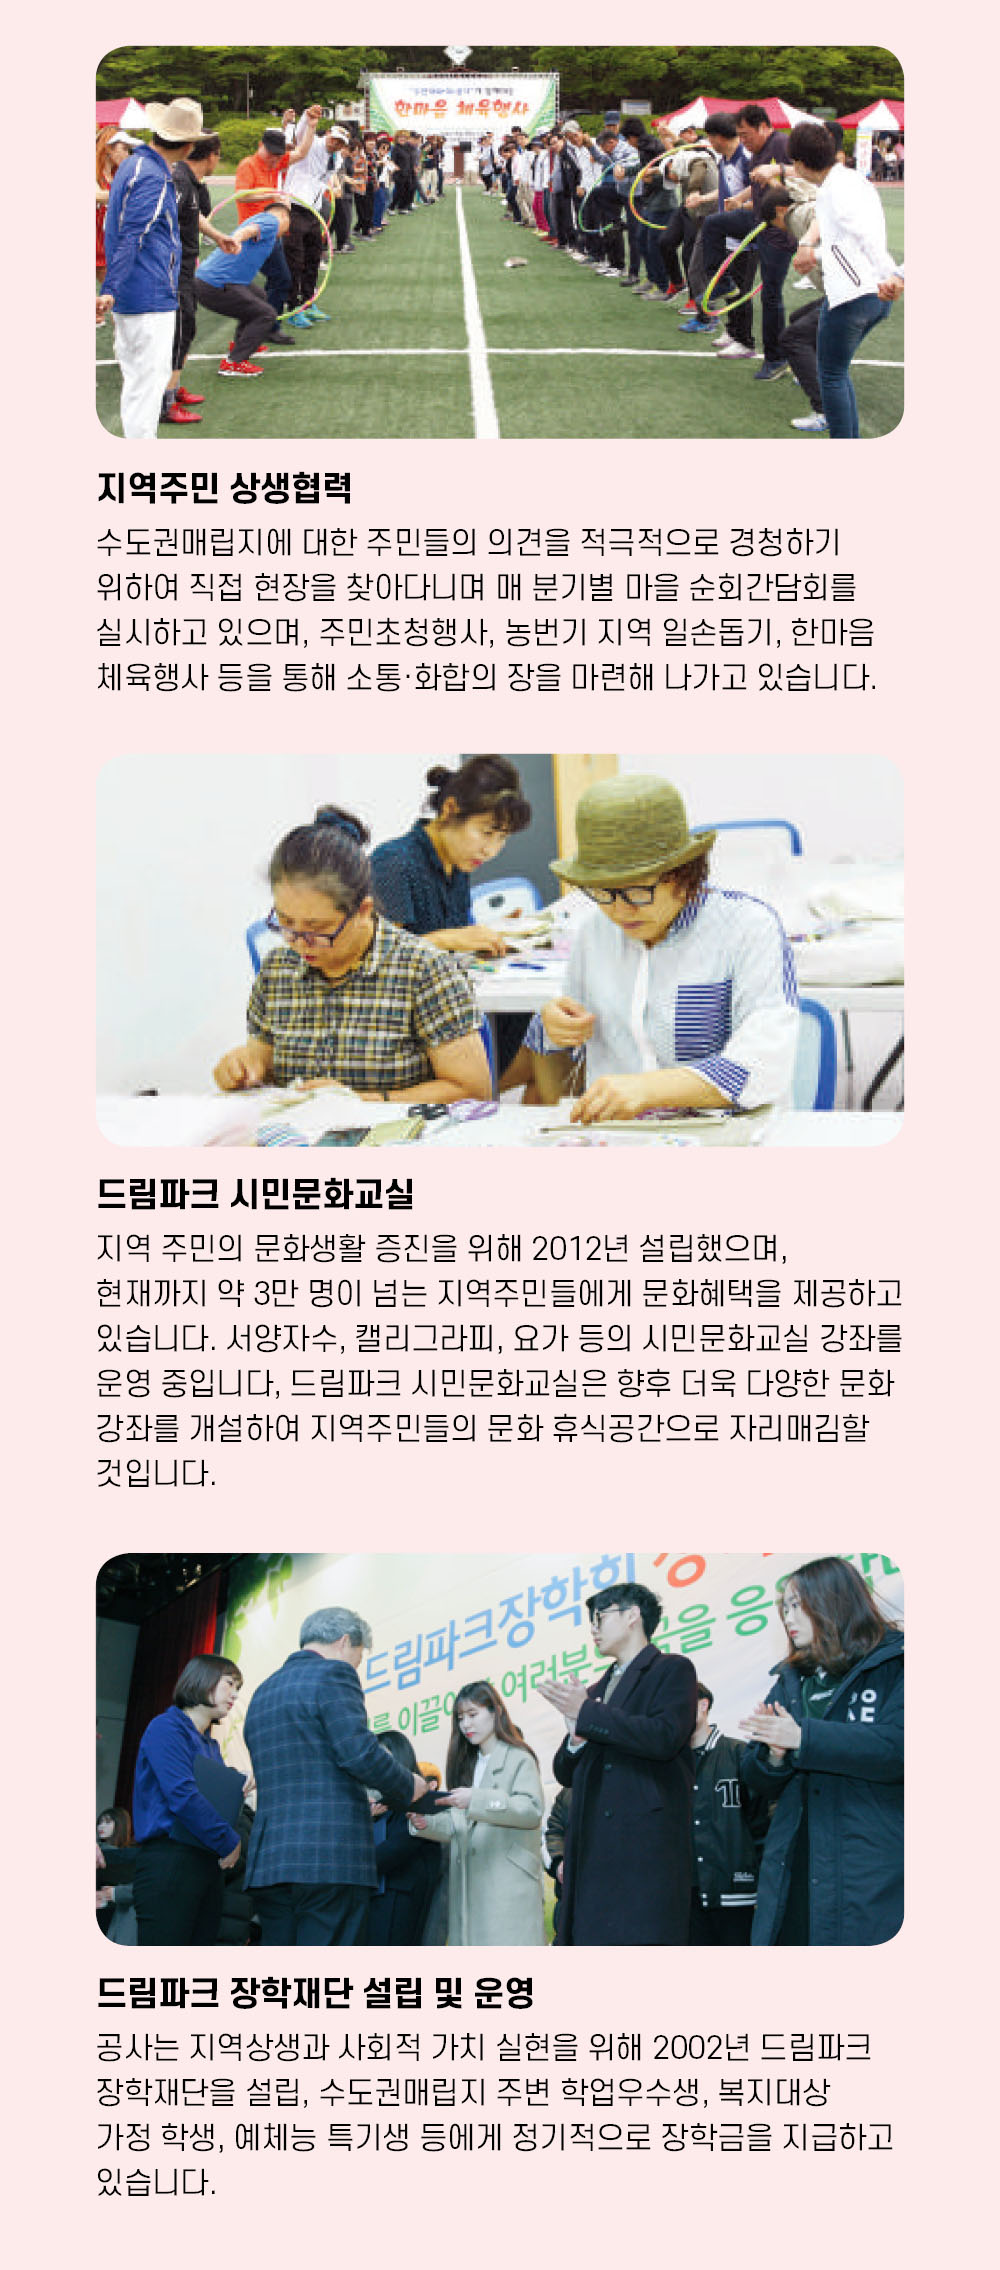 한마음 체육행사
지역주민 상생협력
수도권매립지에 대한 주민들의 의견을 적극적으로 경청하기
위하여 직접 현장을 찾아다니며 매 분기별 마을 순회간담회를
실시하고 있으며, 주민초청행사, 농번기 지역 일손돕기, 한마음
체육행사 등을 통해 소통·화합의 장을 마련해 나가고 있습니다.
드림파크 시민문화교실
지역 주민의 문화생활 증진을 위해 2012년 설립했으며,
현재까지 약 3만 명이 넘는 지역주민들에게 문화혜택을 제공하고
있습니다. 서양자수, 캘리그라피, 요가 등의 시민문화교실 강좌를
운영 중입니다, 드림파크 시민문화교실은 향후 더욱 다양한 문화
강좌를 개설하여 지역주민들의 문화 휴식공간으로 자리매김할
것입니다.
드림파크장학회
이끌어 여러분의 을 응
드림파크 장학재단 설립 및 운영
공사는 지역상생과 사회적 가치 실현을 위해 2002년 드림파크
장학재단을 설립, 수도권매립지 주변 학업우수생, 복지대상
가정 학생, 예체능 특기생 등에게 정기적으로 장학금을 지급하고
있습니다.